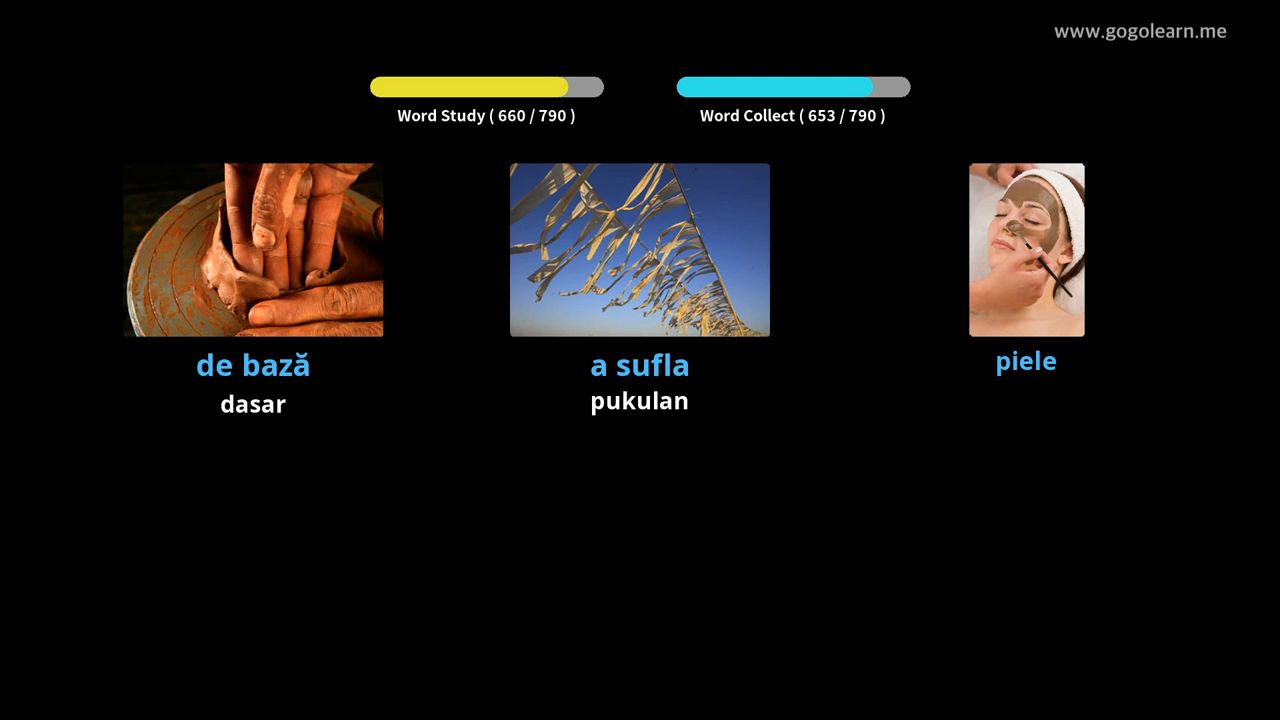 www.gogolearn.me
Word Study ( 660 / 790 )
Word Collect ( 653 / 790 )
de bază
a sufla
piele
dasar
pukulan